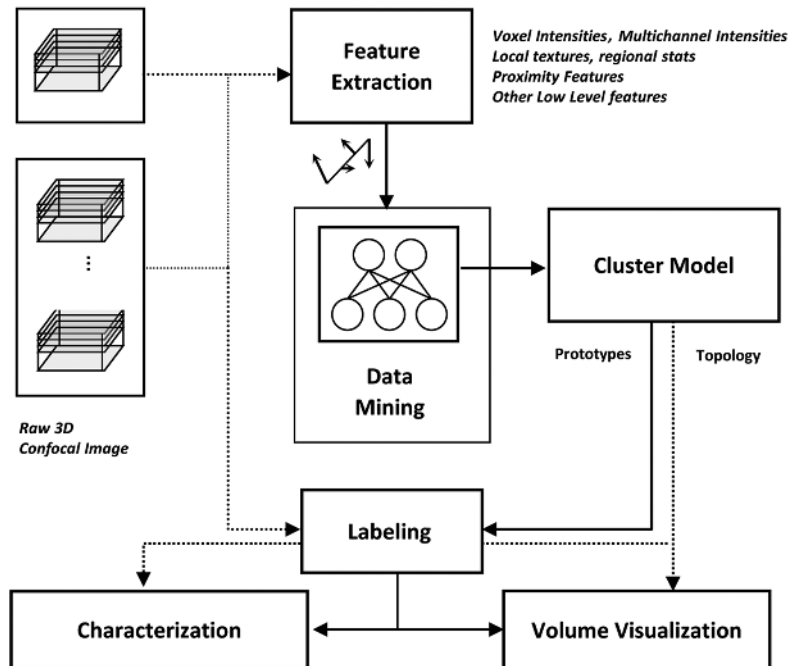 Feature
Extraction
Voxel Intensities, Multichannel Intensities
Local textures, regional stats
Proximity Features
Other Low Level features
Cluster Model
Data
Mining
Prototypes
Topology
Raw 3D
Confocal Image
Labeling
Characterization
Volume Visualization